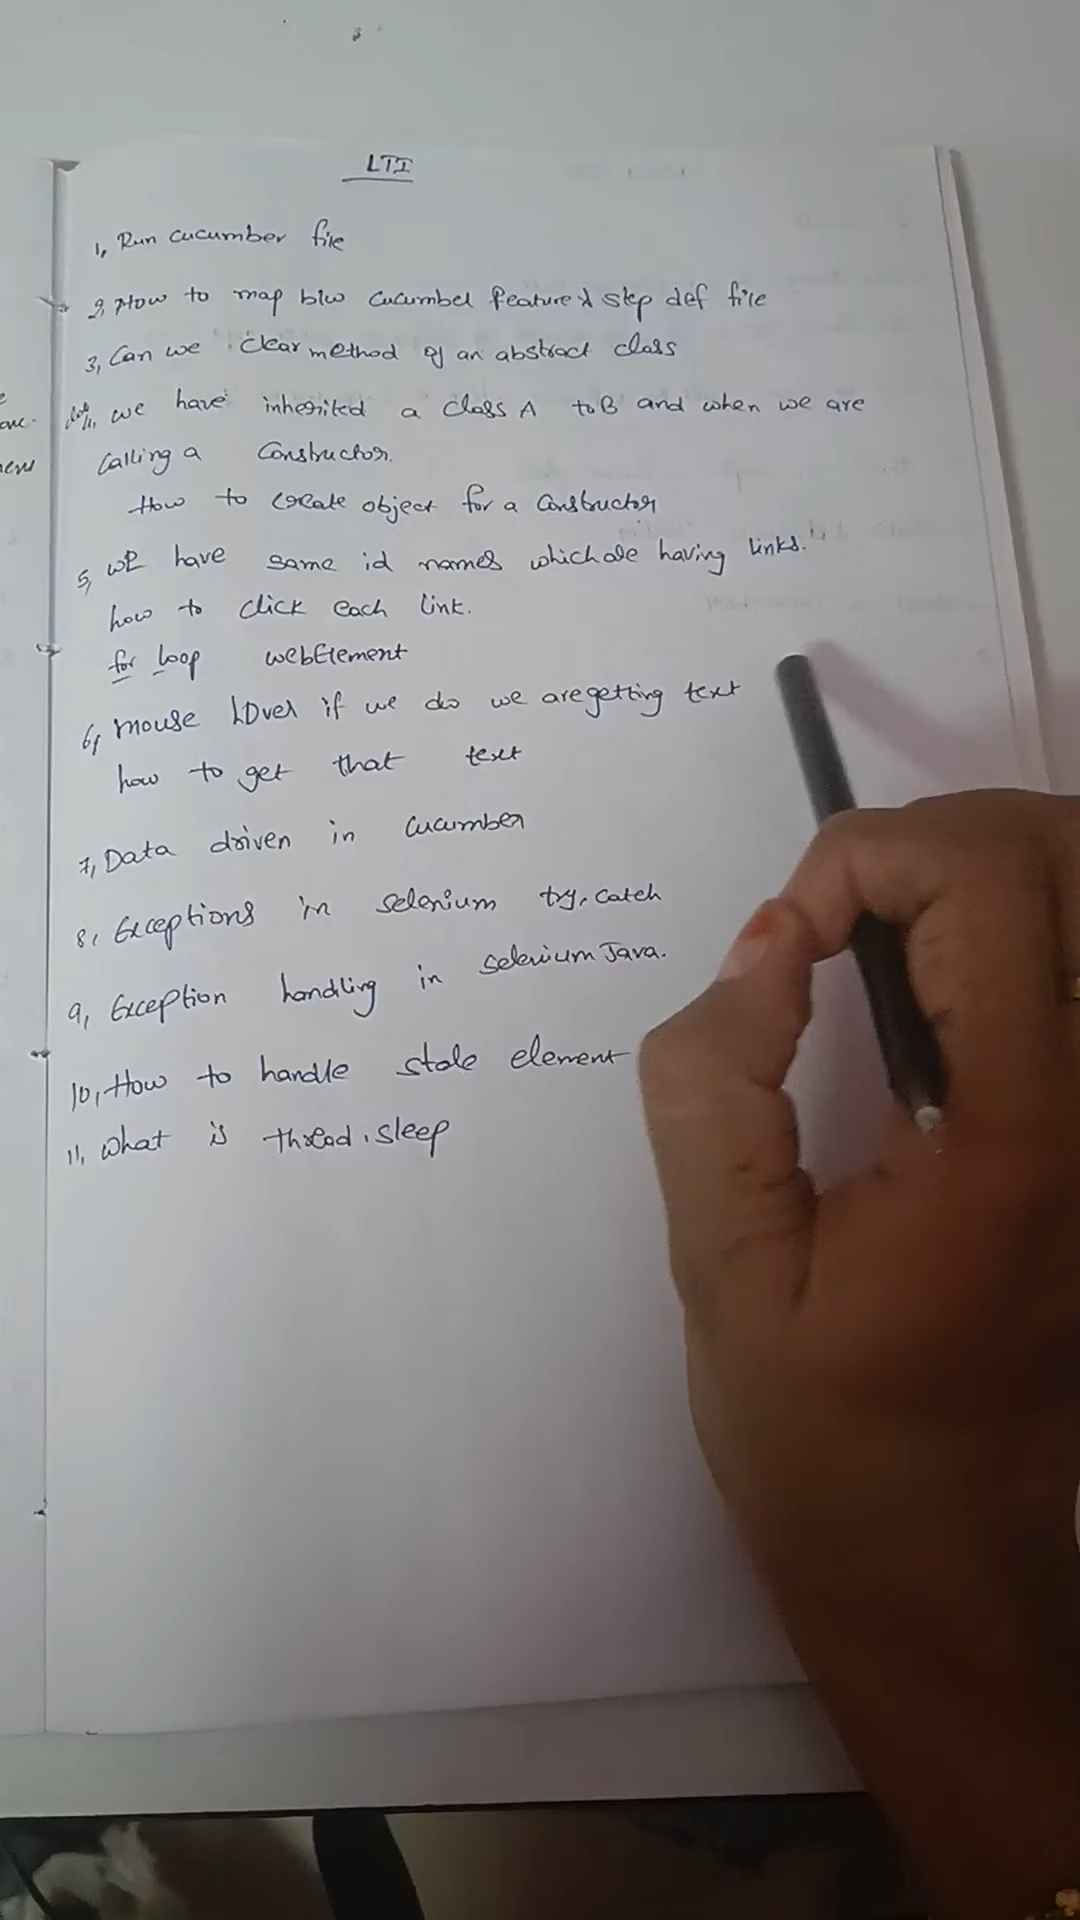 LTI
1, Run cucumber file
2, How to map b/w cucumber feature & step def file
3, Can we clear method of an abstract class
we have inherited a class A to B and when we are
calling a constructor.
How to create object for a constructor
5, we have same id names which are having links.
how to click each link.
for loop webElement
6, mouse hover if we do we are getting text
how to get that text
7, Data driven in cucumber
8, Exceptions in selenium try, catch
9, Exception handling in selenium Java.
10, How to handle stale element
11, what is thread.sleep